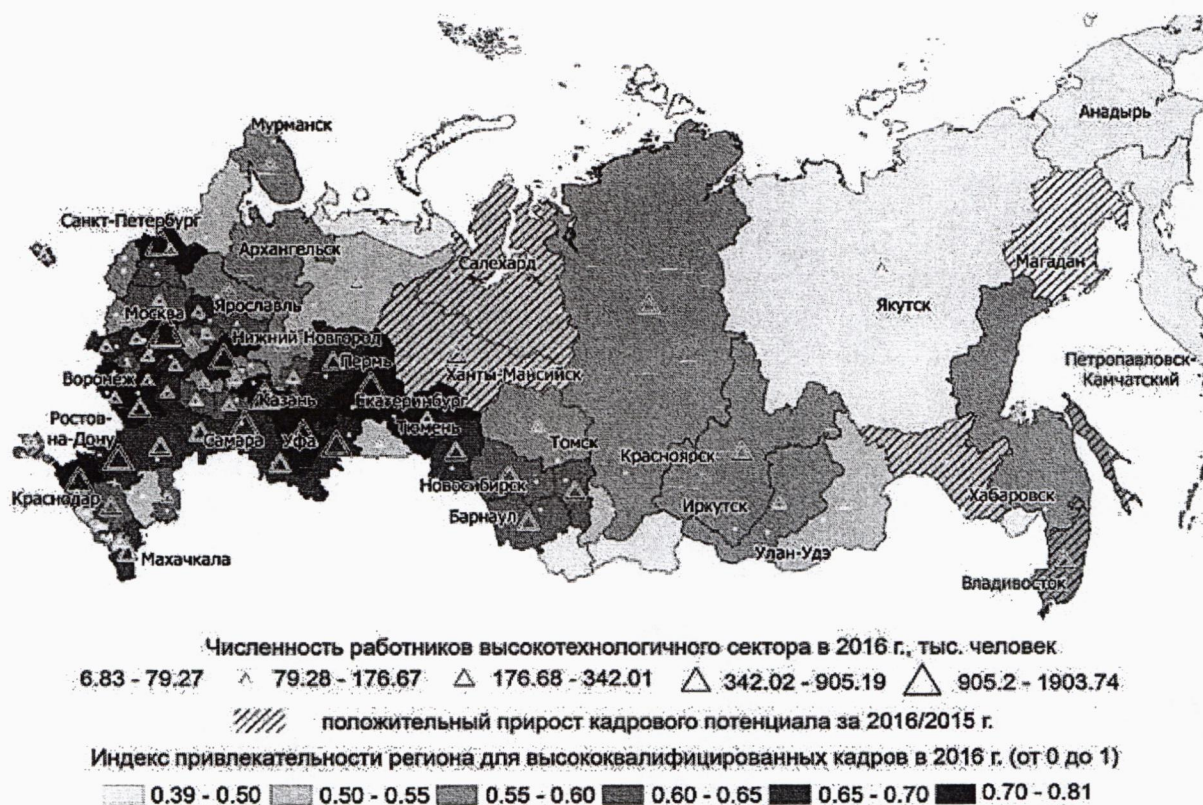 Мурманск
Анадырь
Санкт-Петербург
Архангельск
Салехард
Магадан
Якутск
Москва
Ярославль
Нижний Новгород
Пермь
Петропавловск-
Камчатский
Ханты-Мансийск
Воронеж
Казань
Екатеринбург
Ростов-
на-Дону
Самара
Уфа
Тюмень
Томск
Красноярск
Краснодар
Новосибирск
Хабаровск
Барнаул
Иркутск
Махачкала
Улан-Удэ
Владивосток
Численность работников высокотехнологичного сектора в 2016 г., тыс. человек
6.83 - 79.27 79.28 - 176.67 176.68 - 342.01 342.02 - 905.19 905.2 - 1903.74
положительный прирост кадрового потенциала за 2016/2015 г.
Индекс привлекательности региона для высококвалифицированных кадров в 2016 г. (от 0 до 1)
0.39 - 0.50 0.50 - 0.55 0.55 - 0.60 0.60 - 0.65 0.65 - 0.70 0.70 - 0.81